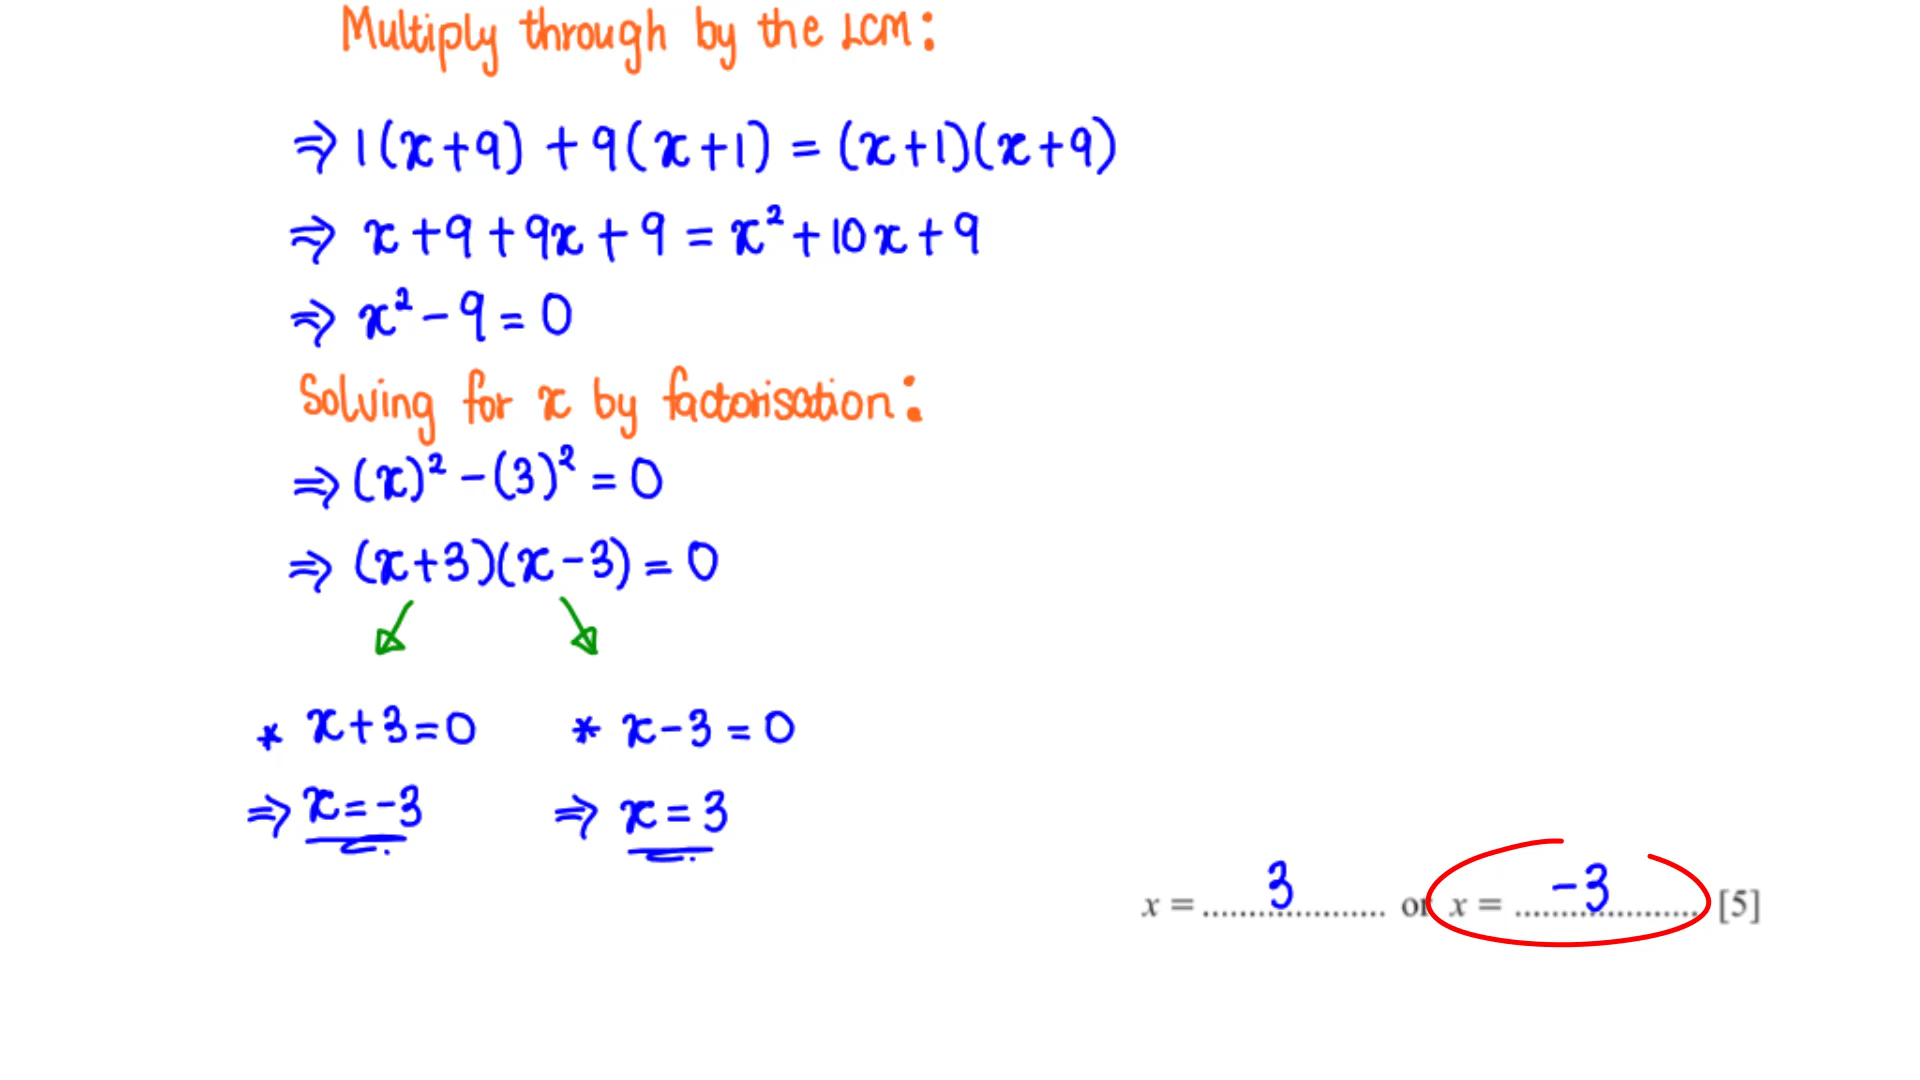 Multiply through by the LCM:
⇒ 1(x+9) + 9(x+1) = (x+1)(x+9)
⇒ x+9+9x+9 = x²+10x+9
⇒ x²-9=0
Solving for x by factorisation:
⇒ (x)²-(3)²=0
⇒ (x+3)(x-3)=0
* x+3=0 * x-3=0
⇒ x=-3 ⇒ x=3
x = ....................3.................... or x = ....................-3.................... [5]